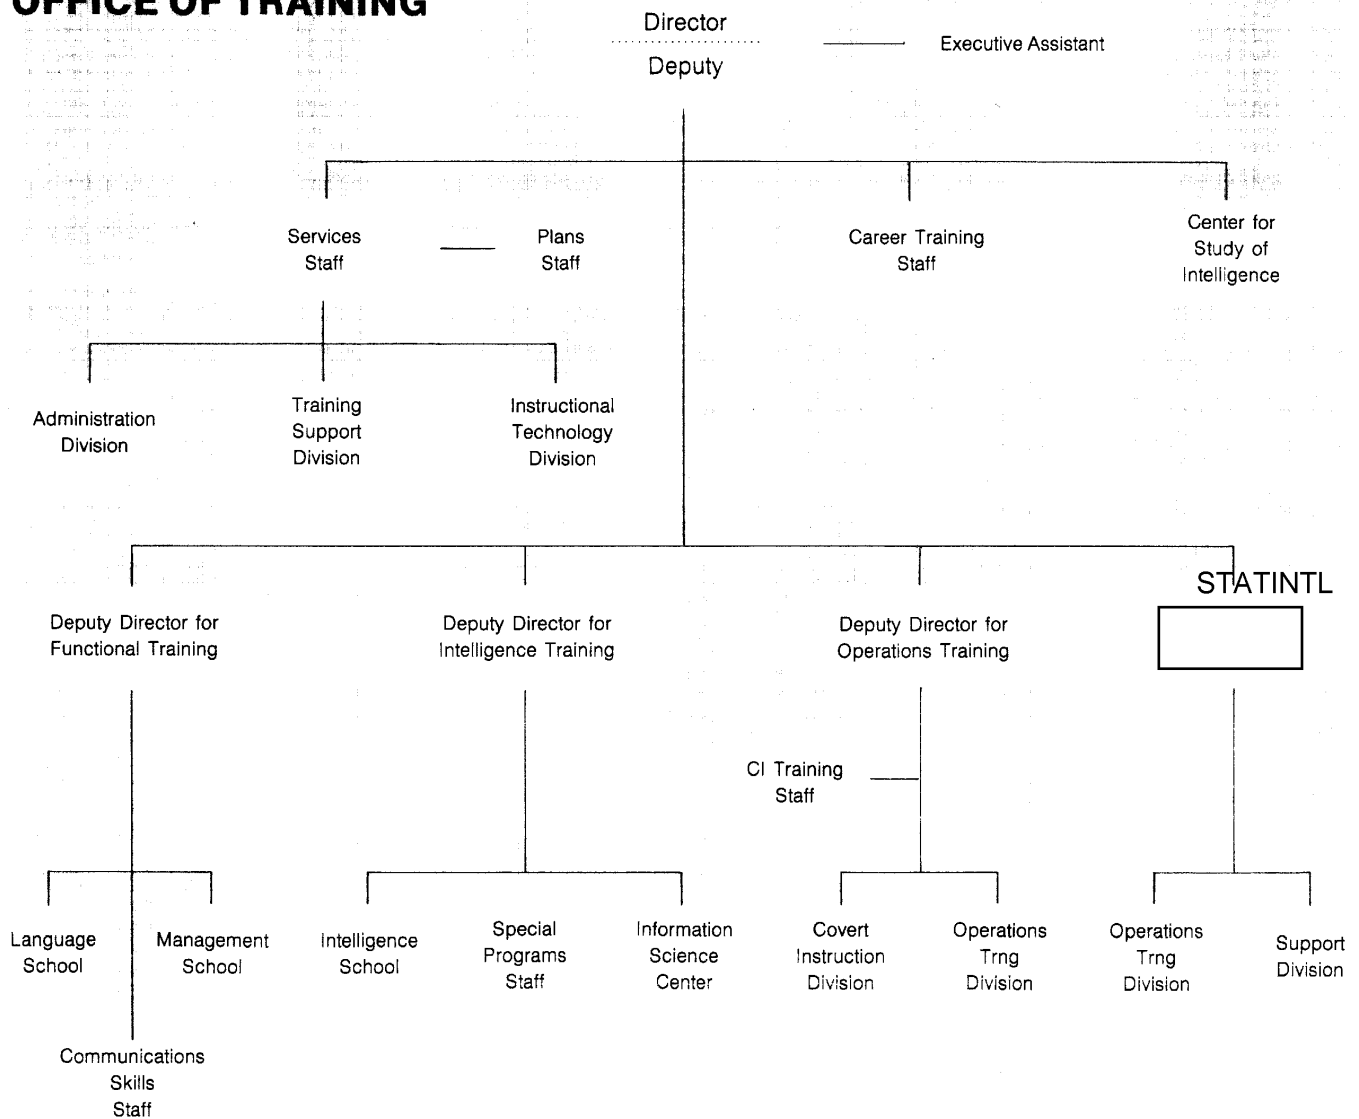 OFFICE OF TRAINING
Director
Deputy
Executive Assistant
Services
Staff
Plans
Staff
Career Training
Staff
Center for
Study of
Intelligence
Administration
Division
Training
Support
Division
Instructional
Technology
Division
STATINTL
Deputy Director for
Functional Training
Deputy Director for
Intelligence Training
Deputy Director for
Operations Training
CI Training
Staff
Language
School
Management
School
Intelligence
School
Special
Programs
Staff
Information
Science
Center
Covert
Instruction
Division
Operations
Trng
Division
Operations
Trng
Division
Support
Division
Communications
Skills
Staff